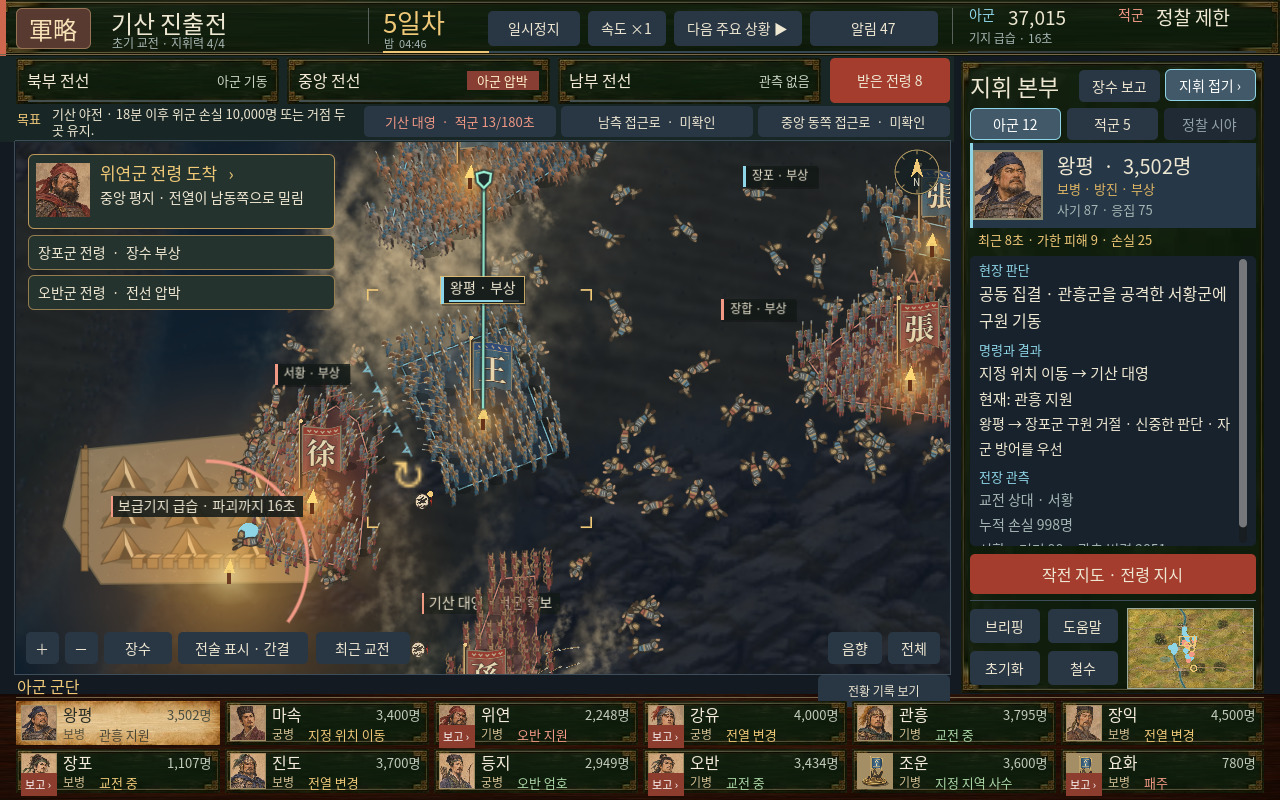 軍略
기산 진출전
초기 교전 · 지휘력 4/4
5일차
밤 04:46
일시정지
속도 ×1
다음 주요 상황 ▶
알림 47
아군 37,015
적군 정찰 제한
기지 급습 · 16초
북부 전선 아군 기동
중앙 전선 아군 압박
남부 전선 관측 없음
받은 전령 8
목표
기산 야전 · 18분 이후 위군 손실 10,000명 또는 거점 두
곳 유지.
기산 대영 · 적군 13/180초
남측 접근로 · 미확인
중앙 동쪽 접근로 · 미확인
위연군 전령 도착 ›
중앙 평지 · 전열이 남동쪽으로 밀림
장포군 전령 · 장수 부상
오반군 전령 · 전선 압박
N
장포 · 부상
張
왕평 · 부상
장합 · 부상
張
王
서황 · 부상
徐
보급기지 급습 · 파괴까지 16초
기산 대영
+
−
장수
전술 표시 · 간결
최근 교전
음향
전체
지휘 본부
장수 보고
지휘 접기 ›
아군 12
적군 5
정찰 시야
왕평 · 3,502명
보병 · 방진 · 부상
사기 87 · 응집 75
최근 8초 · 가한 피해 9 · 손실 25
현장 판단
공동 집결 · 관흥군을 공격한 서황군에
구원 기동
명령과 결과
지정 위치 이동 → 기산 대영
현재: 관흥 지원
왕평 → 장포군 구원 거절 · 신중한 판단 · 자
군 방어를 우선
전장 관측
교전 상대 · 서황
누적 손실 998명
작전 지도 · 전령 지시
브리핑
도움말
초기화
철수
아군 군단
전황 기록 보기
왕평 3,502명
보병 관흥 지원
마속 3,400명
궁병 지정 위치 이동
위연 2,248명
보고 › 기병 오반 지원
강유 4,000명
보고 › 궁병 전열 변경
관흥 3,795명
기병 교전 중
장익 4,500명
보병 전열 변경
장포 1,107명
보고 › 보병 교전 중
진도 3,700명
보병 전열 변경
등지 2,949명
궁병 오반 엄호
오반 3,434명
보고 › 기병 교전 중
조운 3,600명
기병 지정 지역 사수
요화 780명
보고 › 보병 패주